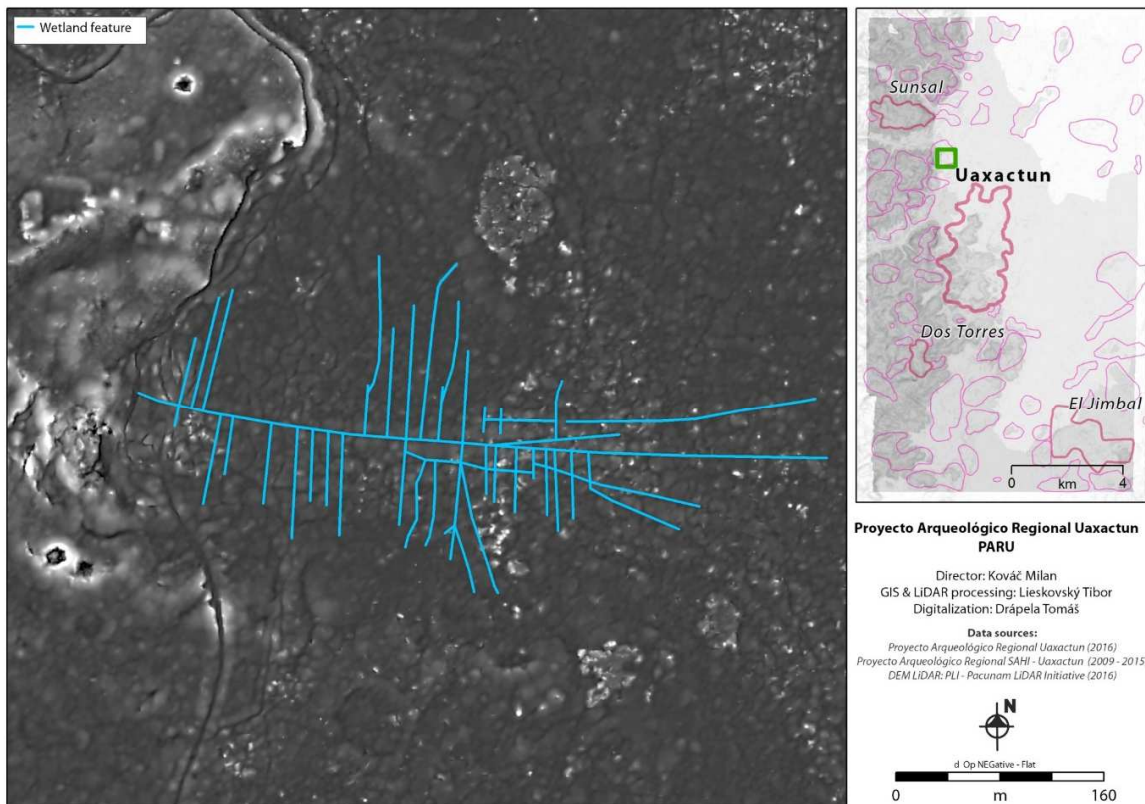 Wetland feature
Sunsal
Uaxactun
Dos Torres
El Jimbal
0 km 4
Proyecto Arqueológico Regional Uaxactun
PARU
Director: Kováč Milan
GIS & LiDAR processing: Lieskovský Tibor
Digitalization: Drápela Tomáš
Data sources:
Proyecto Arqueológico Regional Uaxactun (2016)
Proyecto Arqueológico Regional SAHI - Uaxactun (2009 - 2015)
DEM LiDAR: PLI - Pacunam LiDAR Initiative (2016)
N
d Op NEGative - Flat
0 m 160